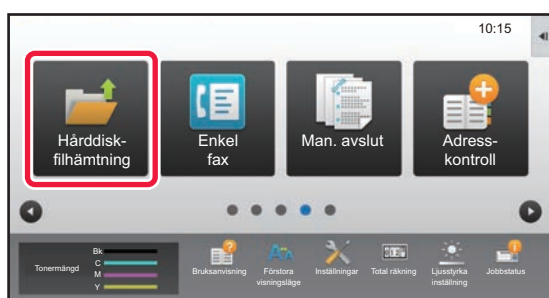 10:15
Hårddisk-
filhämtning
Enkel
fax
Man. avslut
Adress-
kontroll
Tonermängd
Bk
C
M
Y
Bruksanvisning
Förstora
visningsläge
Inställningar
Total räkning
Ljusstyrka
inställning
Jobbstatus